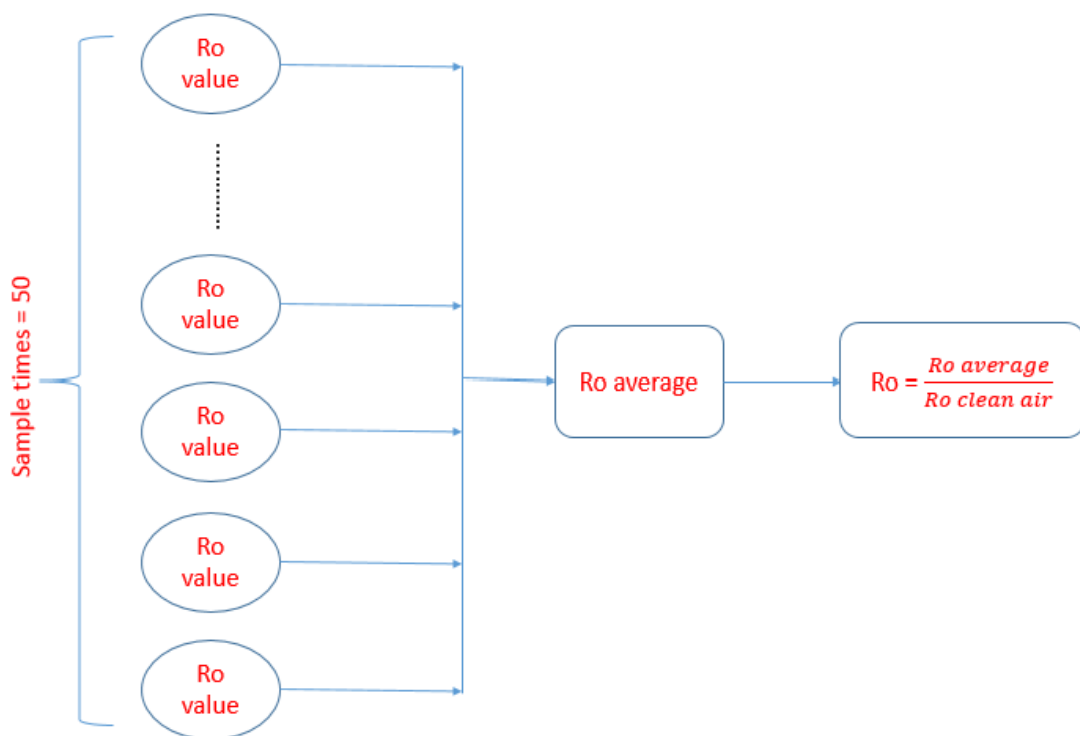 Sample times = 50
Ro
value
Ro
value
Ro
value
Ro
value
Ro
value
Ro average
Ro = Ro average / Ro clean air